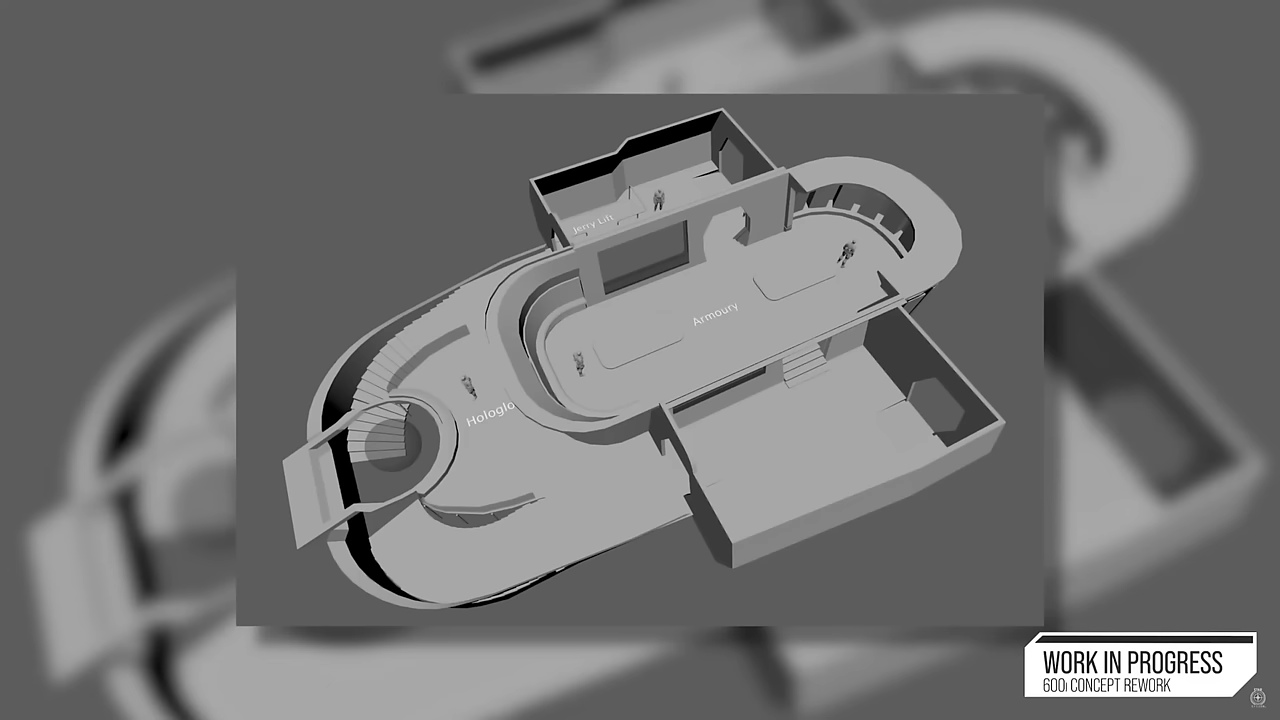 Jerry Lift
Armoury
Hologlo
WORK IN PROGRESS
600i CONCEPT REWORK